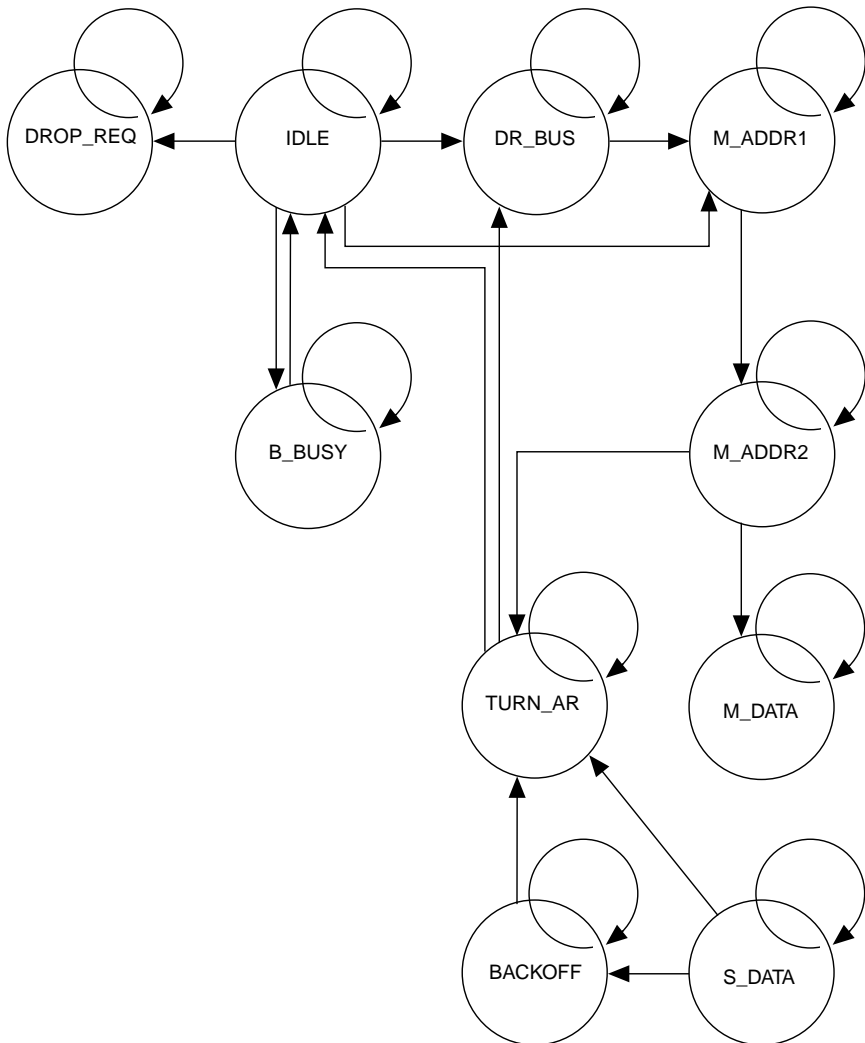 DROP_REQ
IDLE
DR_BUS
M_ADDR1
B_BUSY
M_ADDR2
TURN_AR
M_DATA
BACKOFF
S_DATA